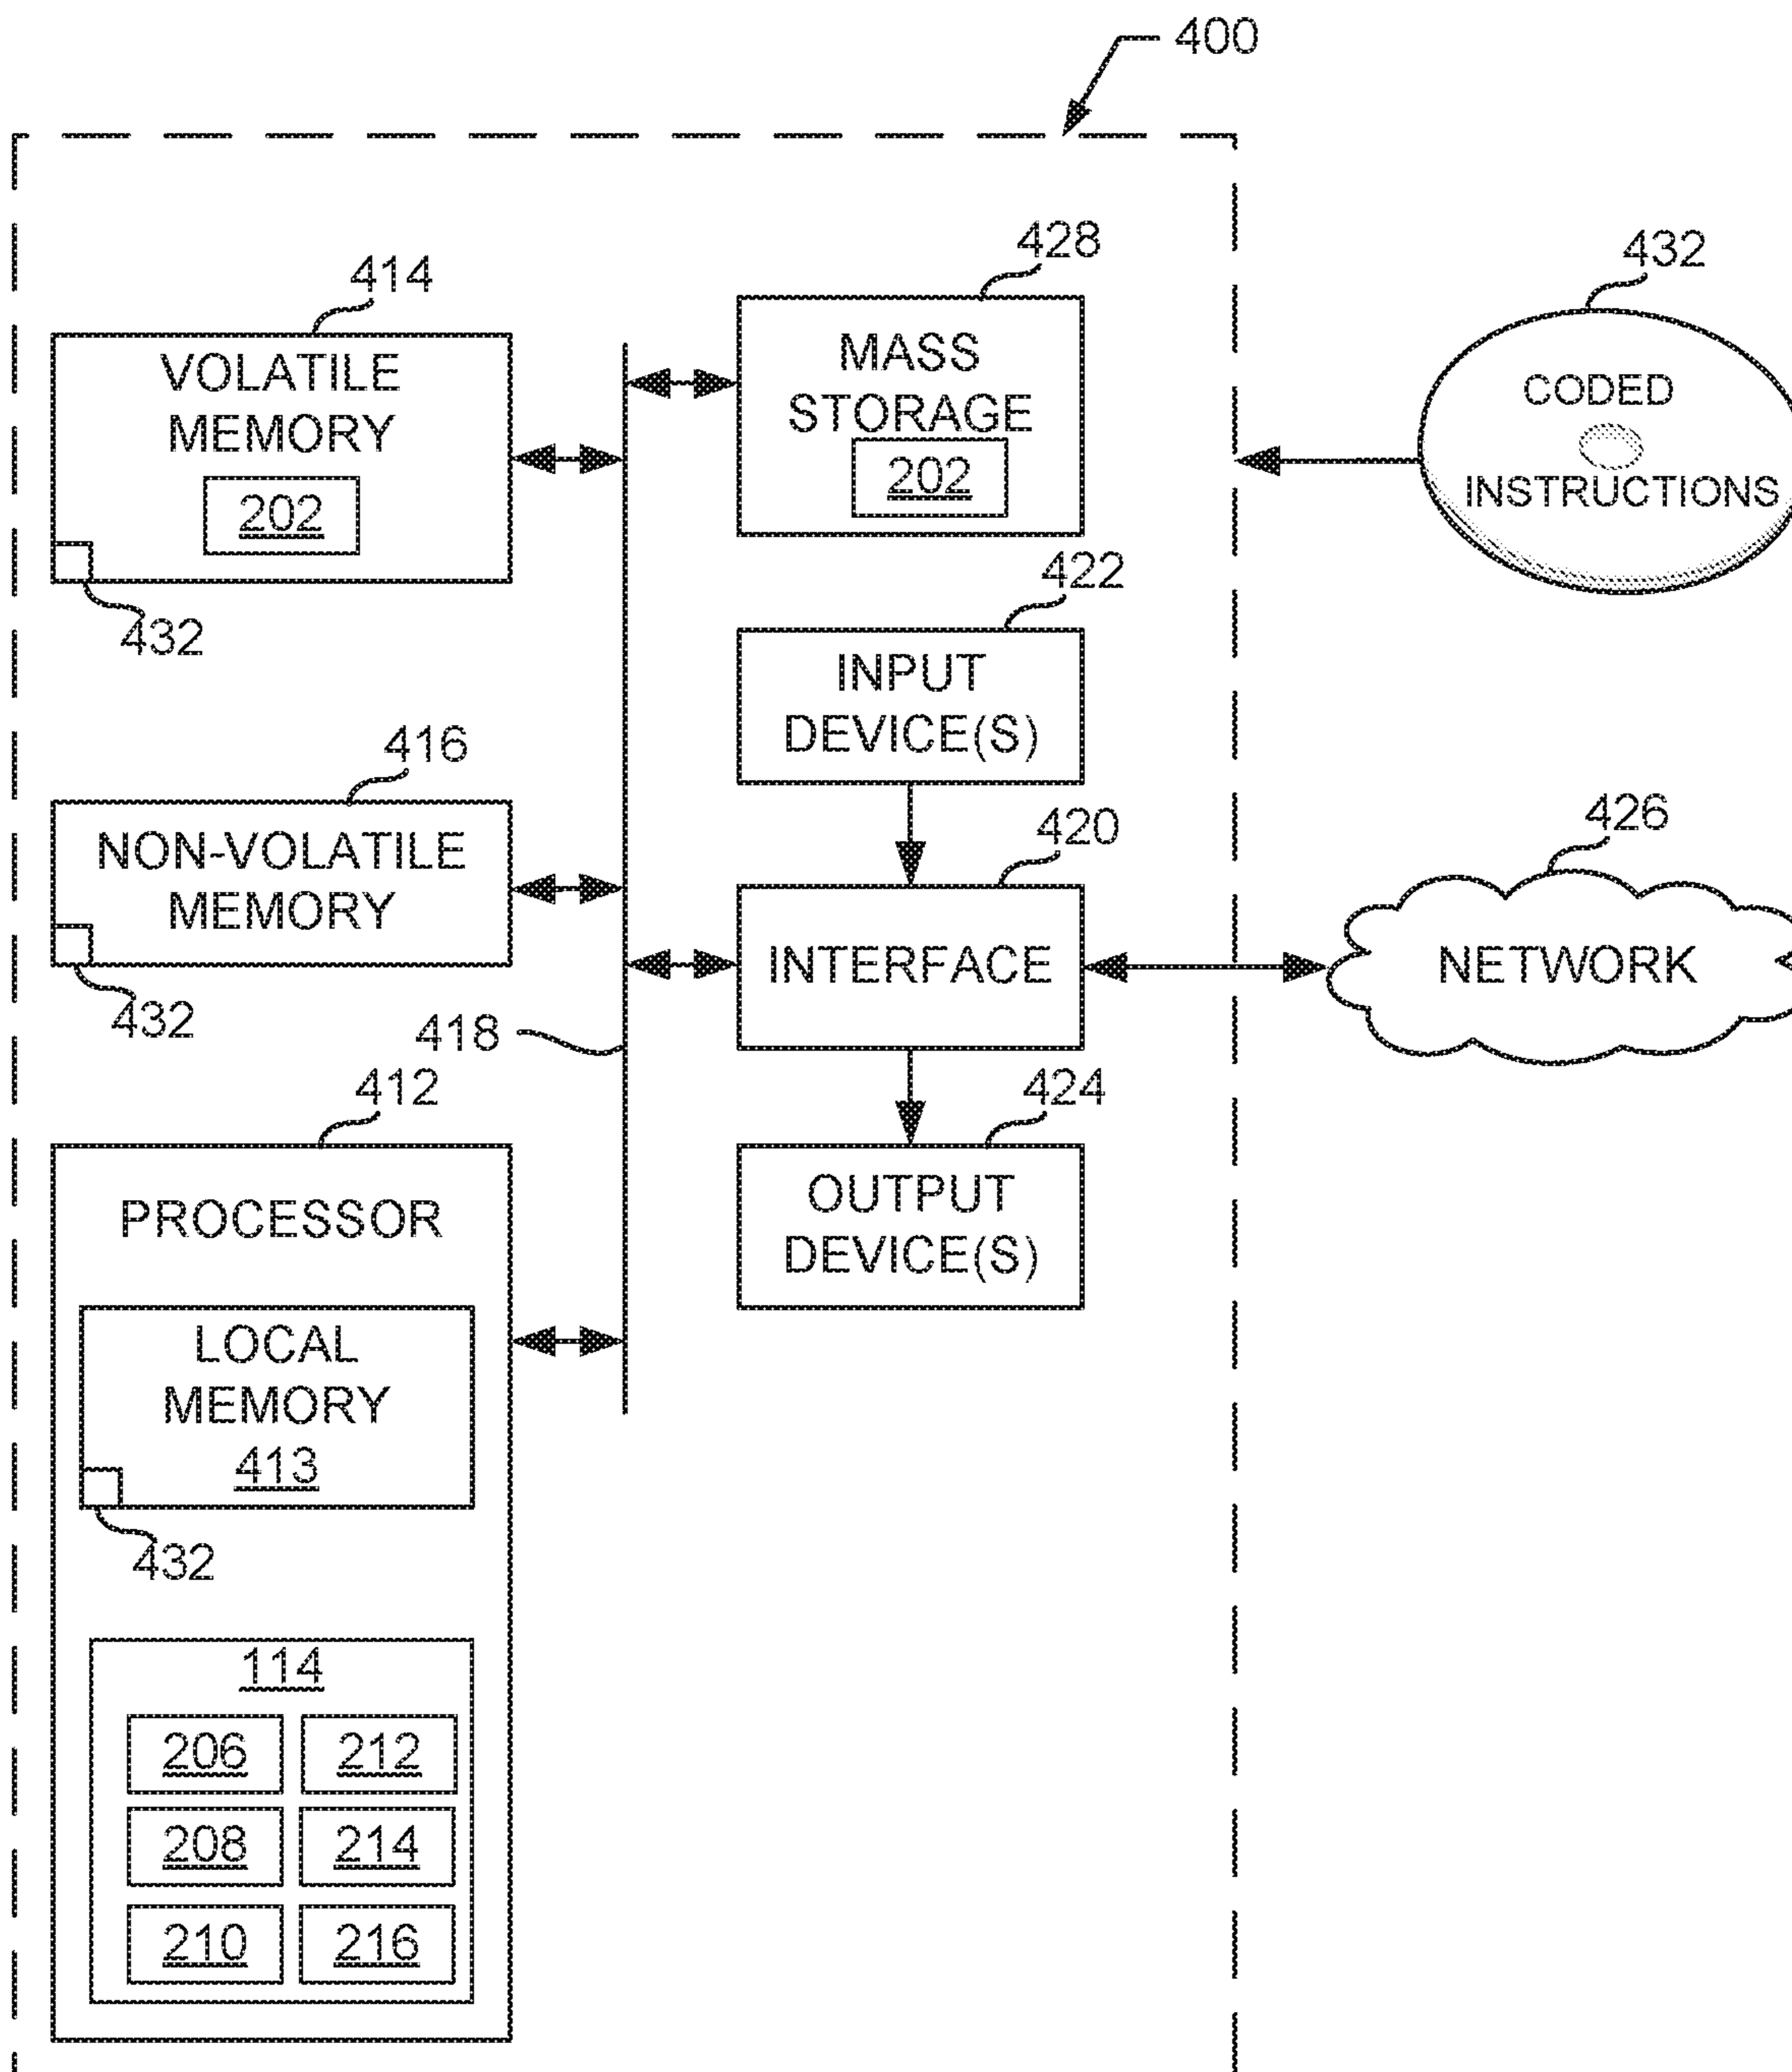 400
414
VOLATILE
MEMORY
202
432
428
MASS
STORAGE
202
432
CODED
INSTRUCTIONS
422
INPUT
DEVICE(S)
416
NON-VOLATILE
MEMORY
432
420
INTERFACE
426
NETWORK
418
412
PROCESSOR
LOCAL
MEMORY
413
432
424
OUTPUT
DEVICE(S)
114
206
212
208
214
210
216